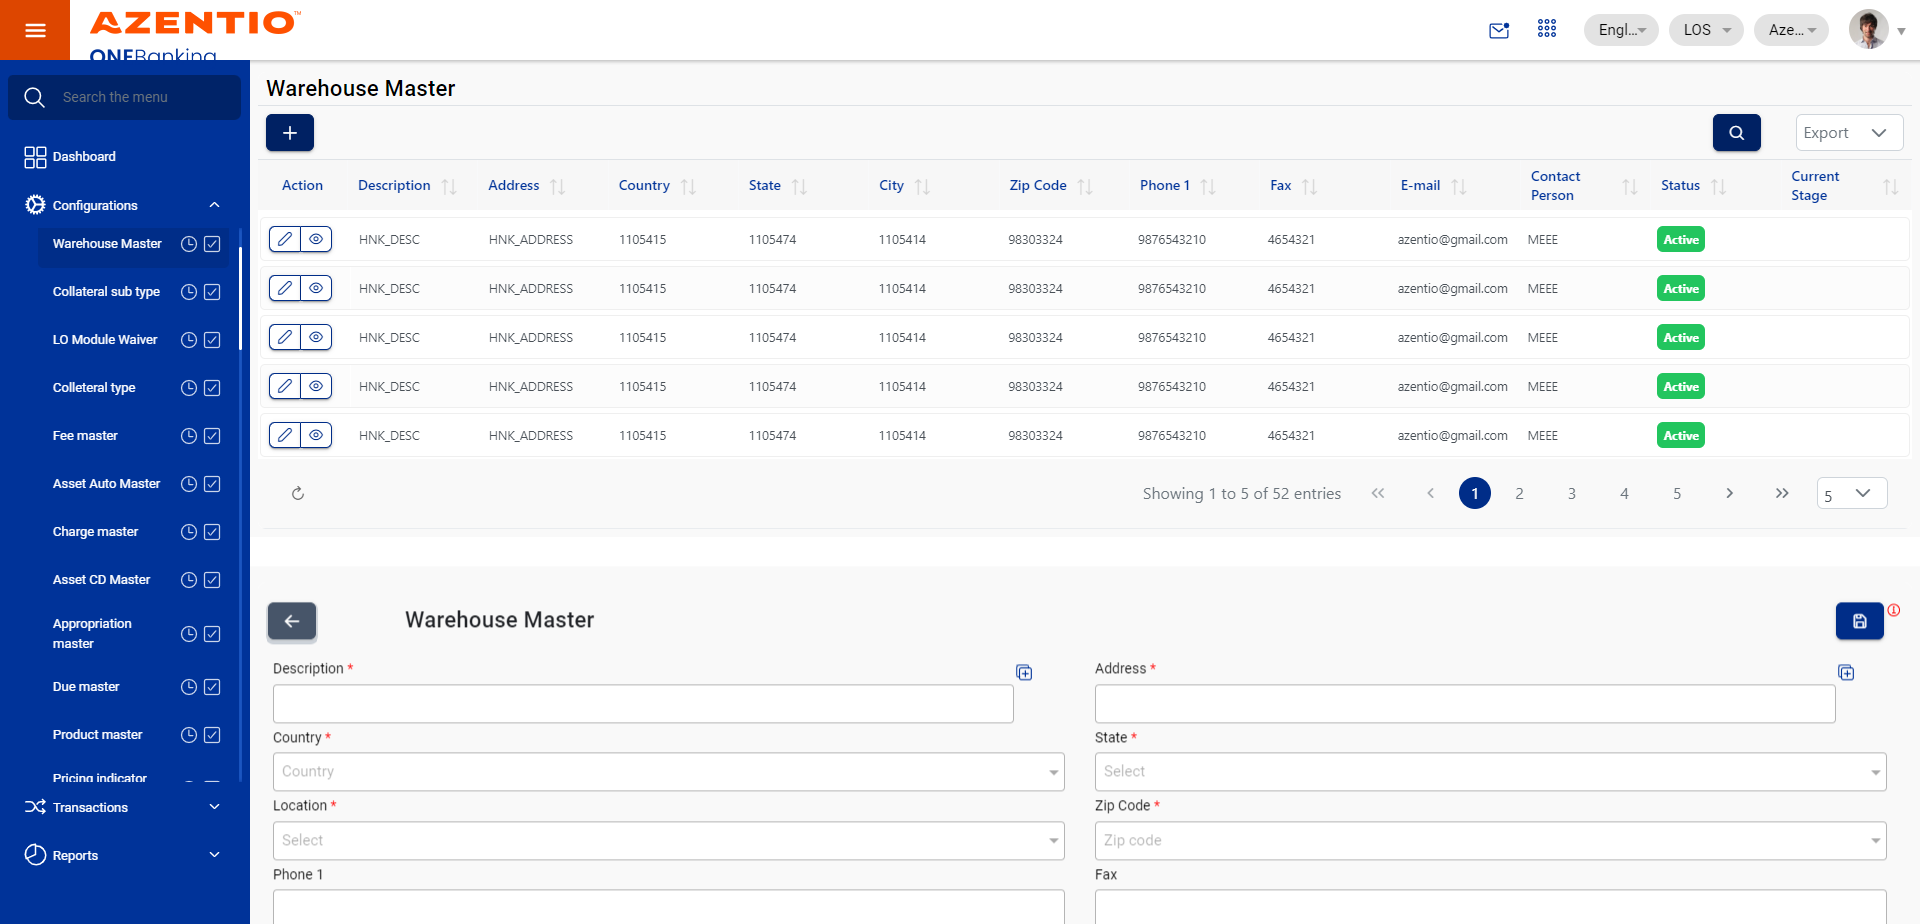 AZENTIO™
ONEBanking
Engl...
LOS
Aze...
Search the menu
Dashboard
Configurations
Warehouse Master
Collateral sub type
LO Module Waiver
Colleteral type
Fee master
Asset Auto Master
Charge master
Asset CD Master
Appropriation
master
Due master
Product master
Pricing indicator
Transactions
Reports
Warehouse Master
Export
Action Description Address Country State City Zip Code Phone 1 Fax E-mail Contact Person Status Current Stage
HNK_DESC HNK_ADDRESS 1105415 1105474 1105414 98303324 9876543210 4654321 azentio@gmail.com MEEE Active
HNK_DESC HNK_ADDRESS 1105415 1105474 1105414 98303324 9876543210 4654321 azentio@gmail.com MEEE Active
HNK_DESC HNK_ADDRESS 1105415 1105474 1105414 98303324 9876543210 4654321 azentio@gmail.com MEEE Active
HNK_DESC HNK_ADDRESS 1105415 1105474 1105414 98303324 9876543210 4654321 azentio@gmail.com MEEE Active
HNK_DESC HNK_ADDRESS 1105415 1105474 1105414 98303324 9876543210 4654321 azentio@gmail.com MEEE Active
Showing 1 to 5 of 52 entries 1 2 3 4 5 5
Warehouse Master
Description * Address *
Country * State *
Country Select
Location * Zip Code *
Select Zip code
Phone 1 Fax